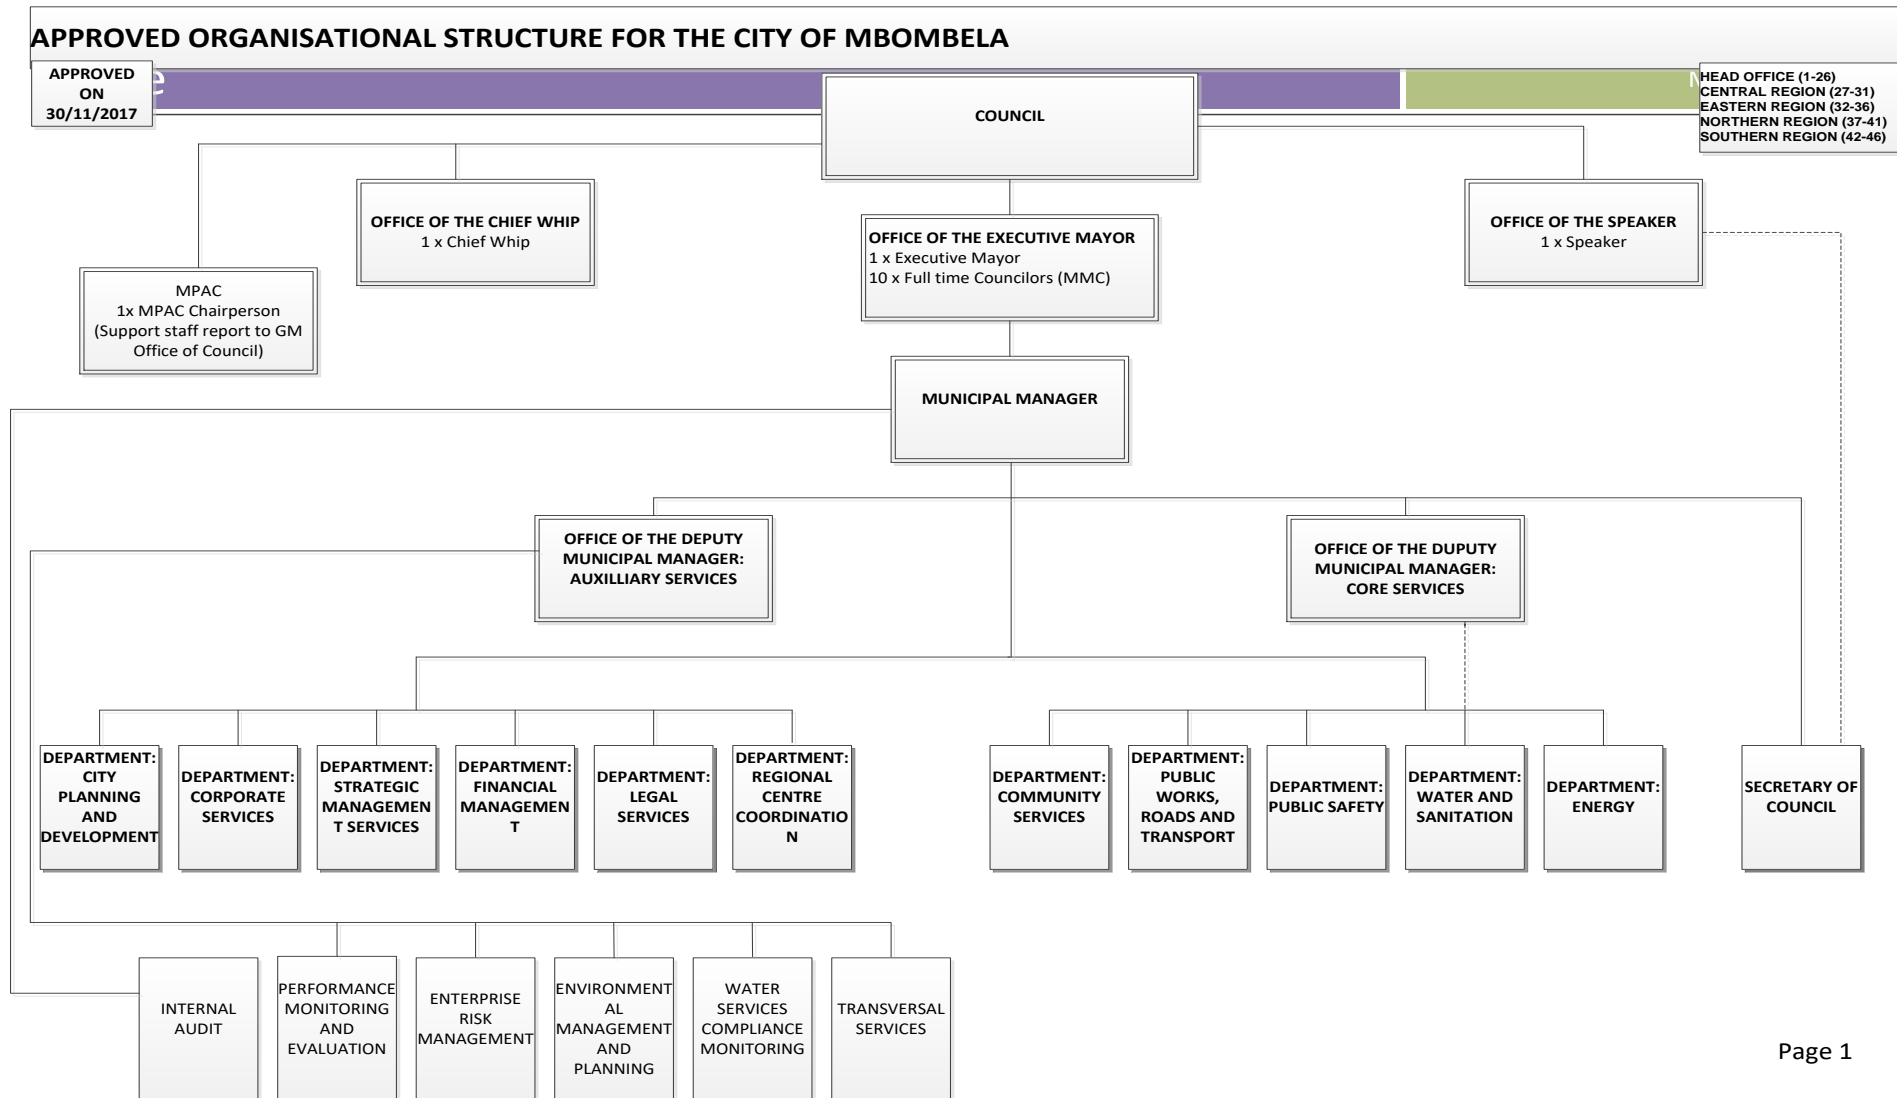 APPROVED ORGANISATIONAL STRUCTURE FOR THE CITY OF MBOMBELA
APPROVED
ON
30/11/2017
e
N
HEAD OFFICE (1-26)
CENTRAL REGION (27-31)
EASTERN REGION (32-36)
NORTHERN REGION (37-41)
SOUTHERN REGION (42-46)
COUNCIL
OFFICE OF THE CHIEF WHIP
1 x Chief Whip
OFFICE OF THE EXECUTIVE MAYOR
1 x Executive Mayor
10 x Full time Councilors (MMC)
OFFICE OF THE SPEAKER
1 x Speaker
MPAC
1x MPAC Chairperson
(Support staff report to GM
Office of Council)
MUNICIPAL MANAGER
OFFICE OF THE DEPUTY
MUNICIPAL MANAGER:
AUXILLIARY SERVICES
OFFICE OF THE DUPUTY
MUNICIPAL MANAGER:
CORE SERVICES
DEPARTMENT:
CITY
PLANNING
AND
DEVELOPMENT
DEPARTMENT:
CORPORATE
SERVICES
DEPARTMENT:
STRATEGIC
MANAGEMEN
T SERVICES
DEPARTMENT:
FINANCIAL
MANAGEMEN
T
DEPARTMENT:
LEGAL
SERVICES
DEPARTMENT:
REGIONAL
CENTRE
COORDINATIO
N
DEPARTMENT:
COMMUNITY
SERVICES
DEPARTMENT:
PUBLIC
WORKS,
ROADS AND
TRANSPORT
DEPARTMENT:
PUBLIC SAFETY
DEPARTMENT:
WATER AND
SANITATION
DEPARTMENT:
ENERGY
SECRETARY OF
COUNCIL
INTERNAL
AUDIT
PERFORMANCE
MONITORING
AND
EVALUATION
ENTERPRISE
RISK
MANAGEMENT
ENVIRONMENT
AL
MANAGEMENT
AND
PLANNING
WATER
SERVICES
COMPLIANCE
MONITORING
TRANSVERSAL
SERVICES
Page 1